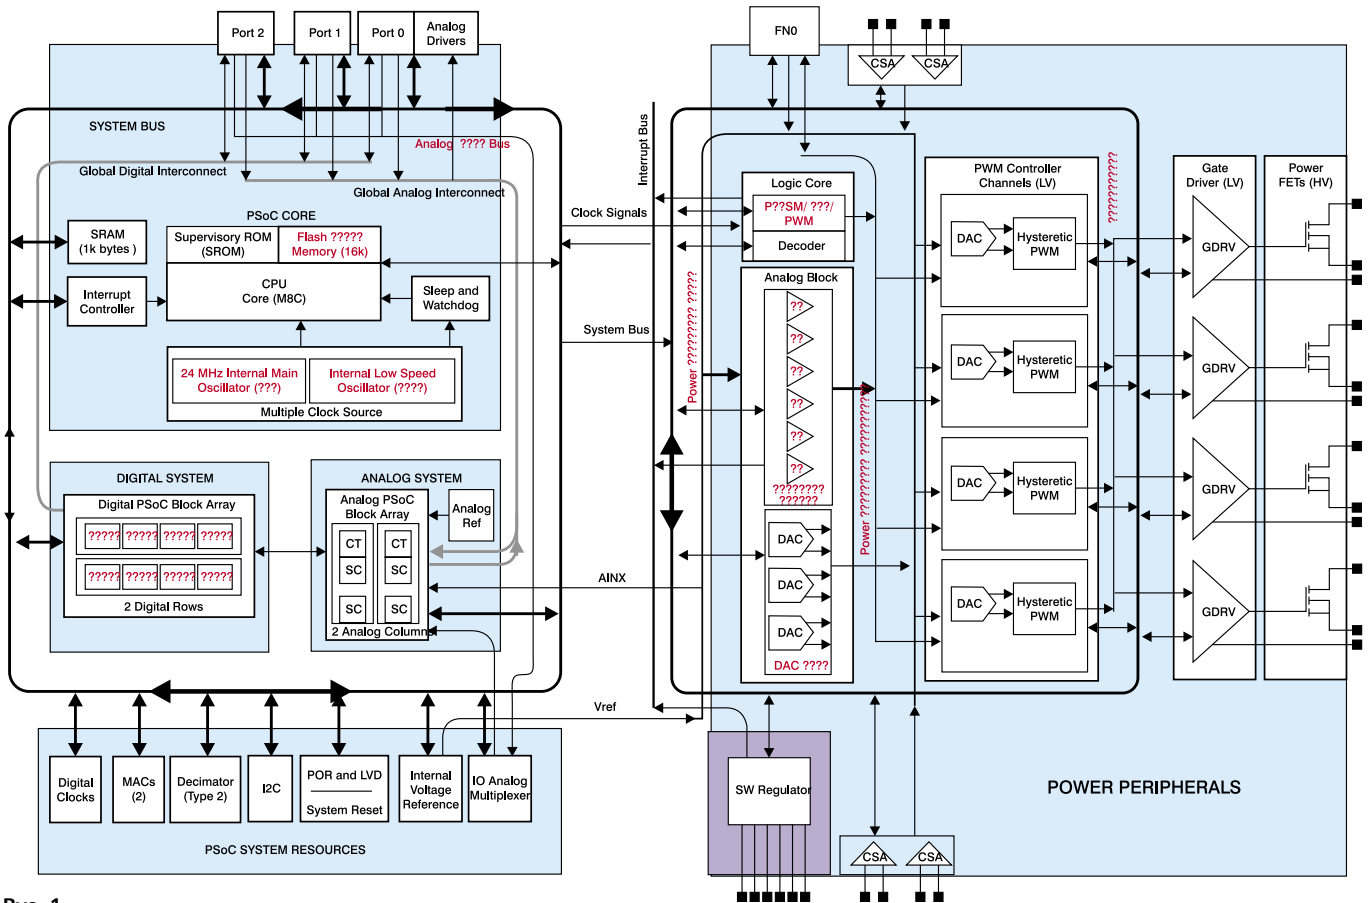 Port 2
Port 1
Port 0
Analog
Drivers
FN0
CSA
CSA
SYSTEM BUS
Analog ???? Bus
Global Digital Interconnect
Global Analog Interconnect
Interrupt Bus
PSoC CORE
SRAM
(1k bytes )
Supervisory ROM
(SROM)
Flash ?????
Memory (16k)
CPU
Core (M8C)
Interrupt
Controller
Sleep and
Watchdog
24 MHz Internal Main
Oscillator (???)
Internal Low Speed
Oscillator (????)
Multiple Clock Source
Clock Signals
System Bus
AINX
Vref
DIGITAL SYSTEM
Digital PSoC Block Array
????? ????? ????? ?????
????? ????? ????? ?????
2 Digital Rows
ANALOG SYSTEM
Analog PSoC
Block Array
CT
CT
SC
SC
SC
SC
2 Analog Columns
Analog
Ref
Digital
Clocks
MACs
(2)
Decimator
(Type 2)
I2C
POR and LVD
System Reset
Internal
Voltage
Reference
IO Analog
Multiplexer
PSoC SYSTEM RESOURCES
Logic Core
P??SM/ ???/
PWM
Decoder
Power ?????????? ?????
Analog Block
??
??
??
??
??
??
????????
??????
DAC
DAC
DAC
DAC ????
Power ?????????? ??????????
PWM Controller
Channels (LV)
DAC
Hysteretic
PWM
DAC
Hysteretic
PWM
DAC
Hysteretic
PWM
DAC
Hysteretic
PWM
???????????
Gate
Driver (LV)
GDRV
GDRV
GDRV
GDRV
Power
FETs (HV)
SW Regulator
CSA
CSA
POWER PERIPHERALS